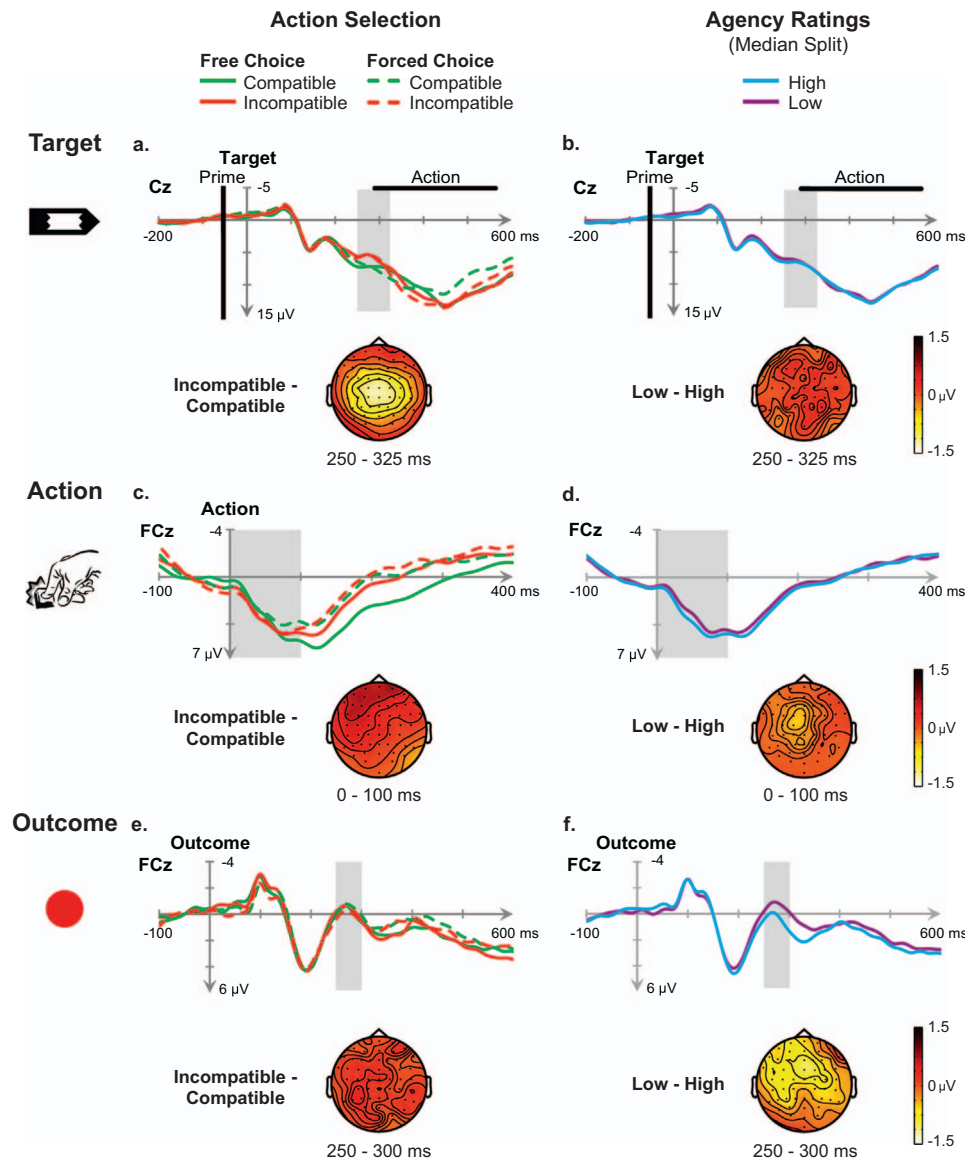 Action Selection
Agency Ratings
(Median Split)
Free Choice
Forced Choice
Compatible
Compatible
Incompatible
Incompatible
High
Low
Target
a.
Target
Prime
-5
Cz
Action
-200
600 ms
15 µV
b.
Target
Prime
-5
Cz
Action
-200
600 ms
15 µV
Incompatible -
Compatible
250 - 325 ms
Low - High
250 - 325 ms
1.5
0 µV
-1.5
Action
c.
Action
-4
FCz
-100
400 ms
7 µV
d.
-4
FCz
-100
400 ms
7 µV
Incompatible -
Compatible
0 - 100 ms
Low - High
0 - 100 ms
1.5
0 µV
-1.5
Outcome
e.
Outcome
-4
FCz
-100
600 ms
6 µV
f.
Outcome
-4
FCz
-100
600 ms
6 µV
Incompatible -
Compatible
250 - 300 ms
Low - High
250 - 300 ms
1.5
0 µV
-1.5